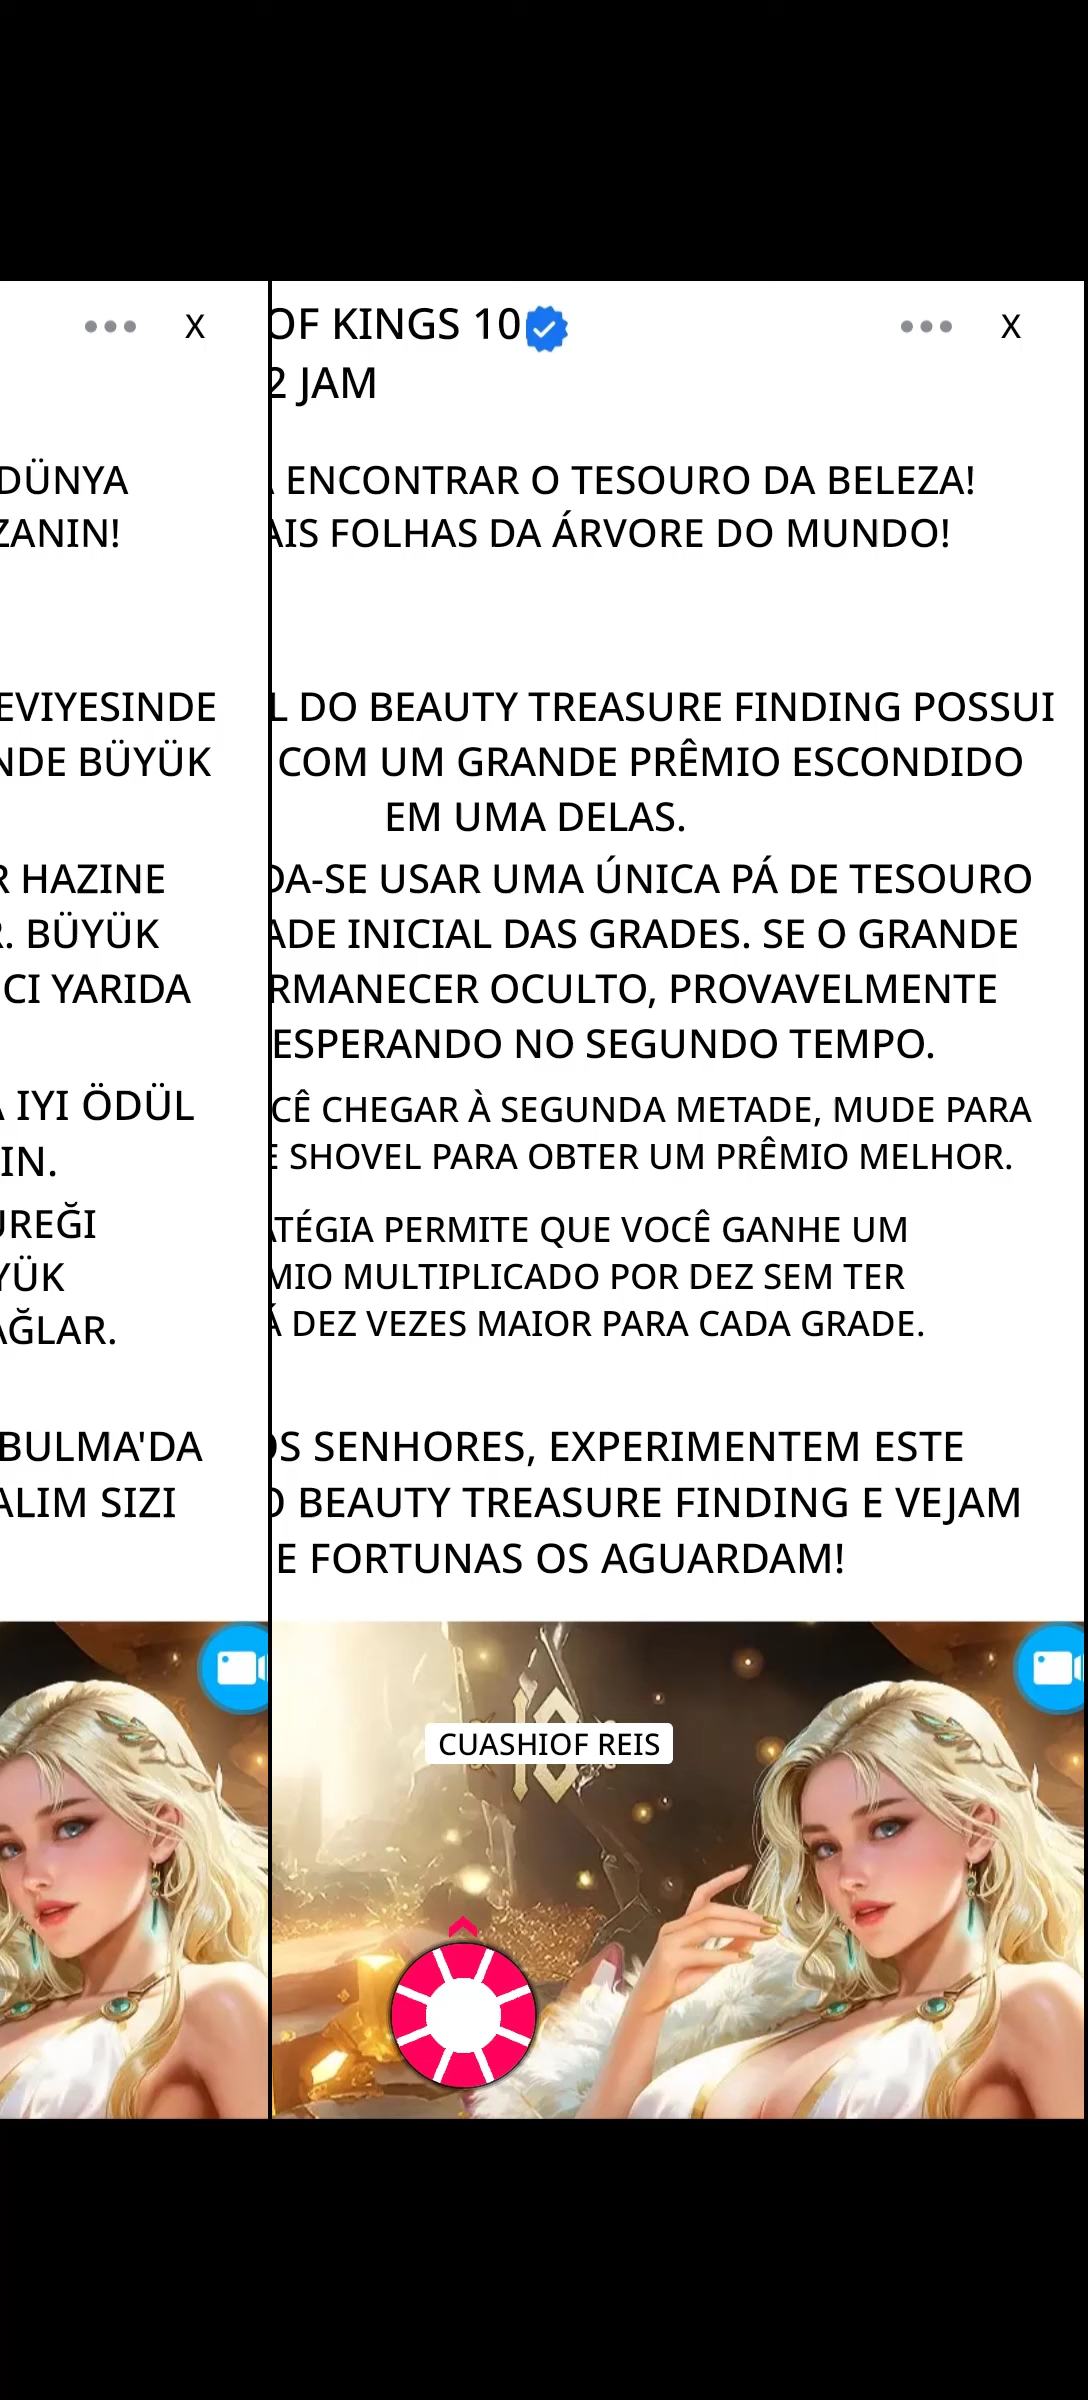 X
DÜNYA
ZANIN!
EVIYESINDE
NDE BÜYÜK
R HAZINE
R. BÜYÜK
CI YARIDA
A IYI ÖDÜL
IN.
UREĞI
YÜK
AĞLAR.
BULMA'DA
ALIM SIZI
OF KINGS 10
X
2 JAM
A ENCONTRAR O TESOURO DA BELEZA!
AIS FOLHAS DA ÁRVORE DO MUNDO!
L DO BEAUTY TREASURE FINDING POSSUI
COM UM GRANDE PRÊMIO ESCONDIDO
EM UMA DELAS.
DA-SE USAR UMA ÚNICA PÁ DE TESOURO
ADE INICIAL DAS GRADES. SE O GRANDE
RMANECER OCULTO, PROVAVELMENTE
ESPERANDO NO SEGUNDO TEMPO.
CÊ CHEGAR À SEGUNDA METADE, MUDE PARA
E SHOVEL PARA OBTER UM PRÊMIO MELHOR.
ATÉGIA PERMITE QUE VOCÊ GANHE UM
MIO MULTIPLICADO POR DEZ SEM TER
Á DEZ VEZES MAIOR PARA CADA GRADE.
OS SENHORES, EXPERIMENTEM ESTE
O BEAUTY TREASURE FINDING E VEJAM
E FORTUNAS OS AGUARDAM!
CUASHIOF REIS